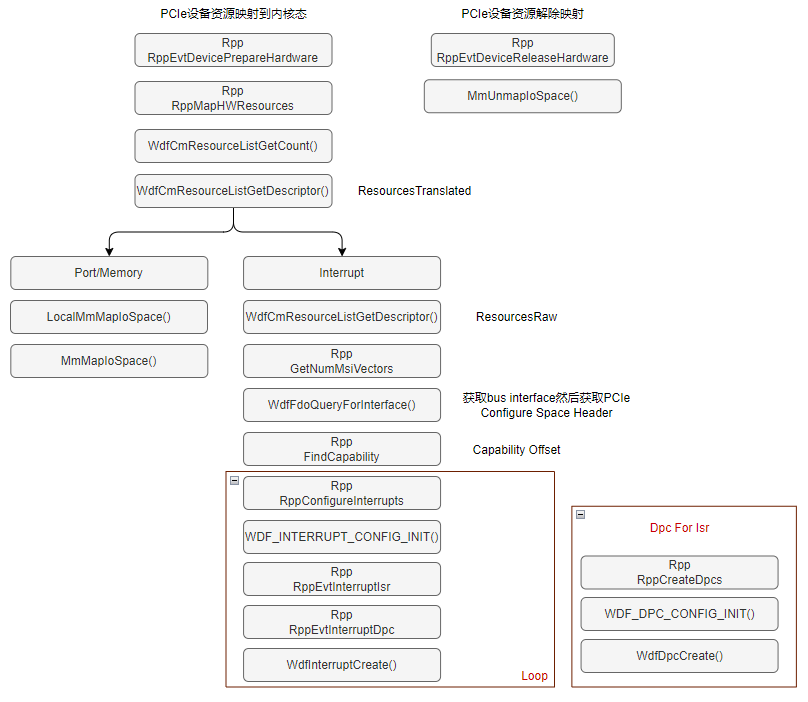 PCIe设备资源映射到内核态
Rpp
RppEvtDevicePrepareHardware
Rpp
RppMapHWResources
WdfCmResourceListGetCount()
WdfCmResourceListGetDescriptor()
ResourcesTranslated
PCIe设备资源解除映射
Rpp
RppEvtDeviceReleaseHardware
MmUnmapIoSpace()
Port/Memory
LocalMmMapIoSpace()
MmMapIoSpace()
Interrupt
WdfCmResourceListGetDescriptor()
ResourcesRaw
Rpp
GetNumMsiVectors
WdfFdoQueryForInterface()
获取bus interface然后获取PCIe
Configure Space Header
Rpp
FindCapability
Capability Offset
Rpp
RppConfigureInterrupts
WDF_INTERRUPT_CONFIG_INIT()
Rpp
RppEvtInterruptIsr
Rpp
RppEvtInterruptDpc
WdfInterruptCreate()
Loop
Dpc For Isr
Rpp
RppCreateDpcs
WDF_DPC_CONFIG_INIT()
WdfDpcCreate()